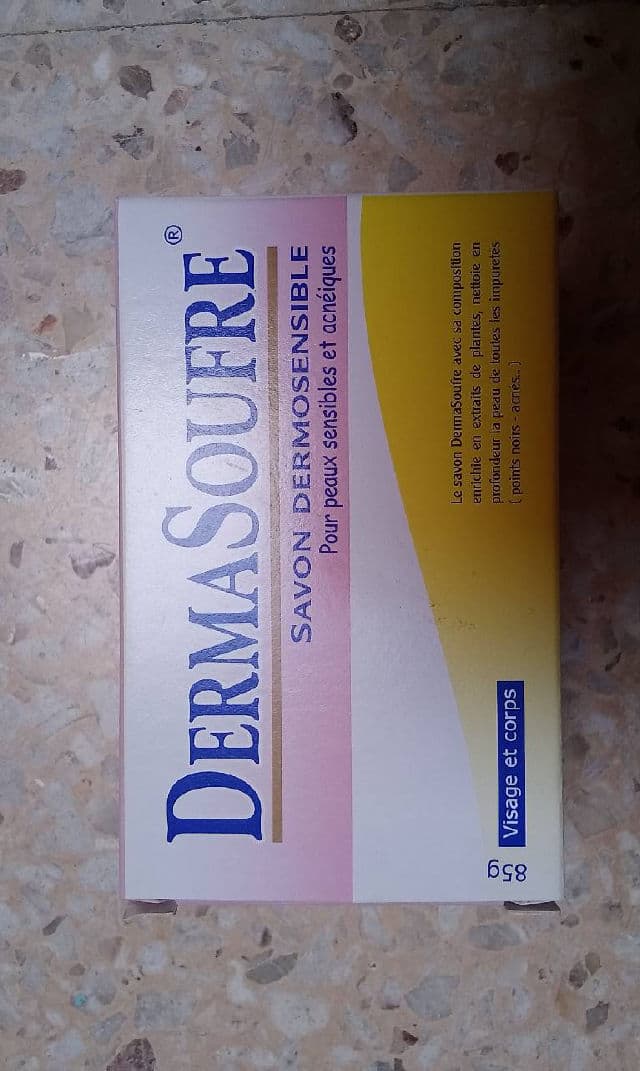 DERMASOUFRE®
SAVON DERMOSENSIBLE
Pour peaux sensibles et acnéiques
Le savon DermaSoufre avec sa composition
enrichie en extraits de plantes, nettoie en
profondeur la peau de toutes les impuretés
( points noirs - acnés... )
85g
Visage et corps